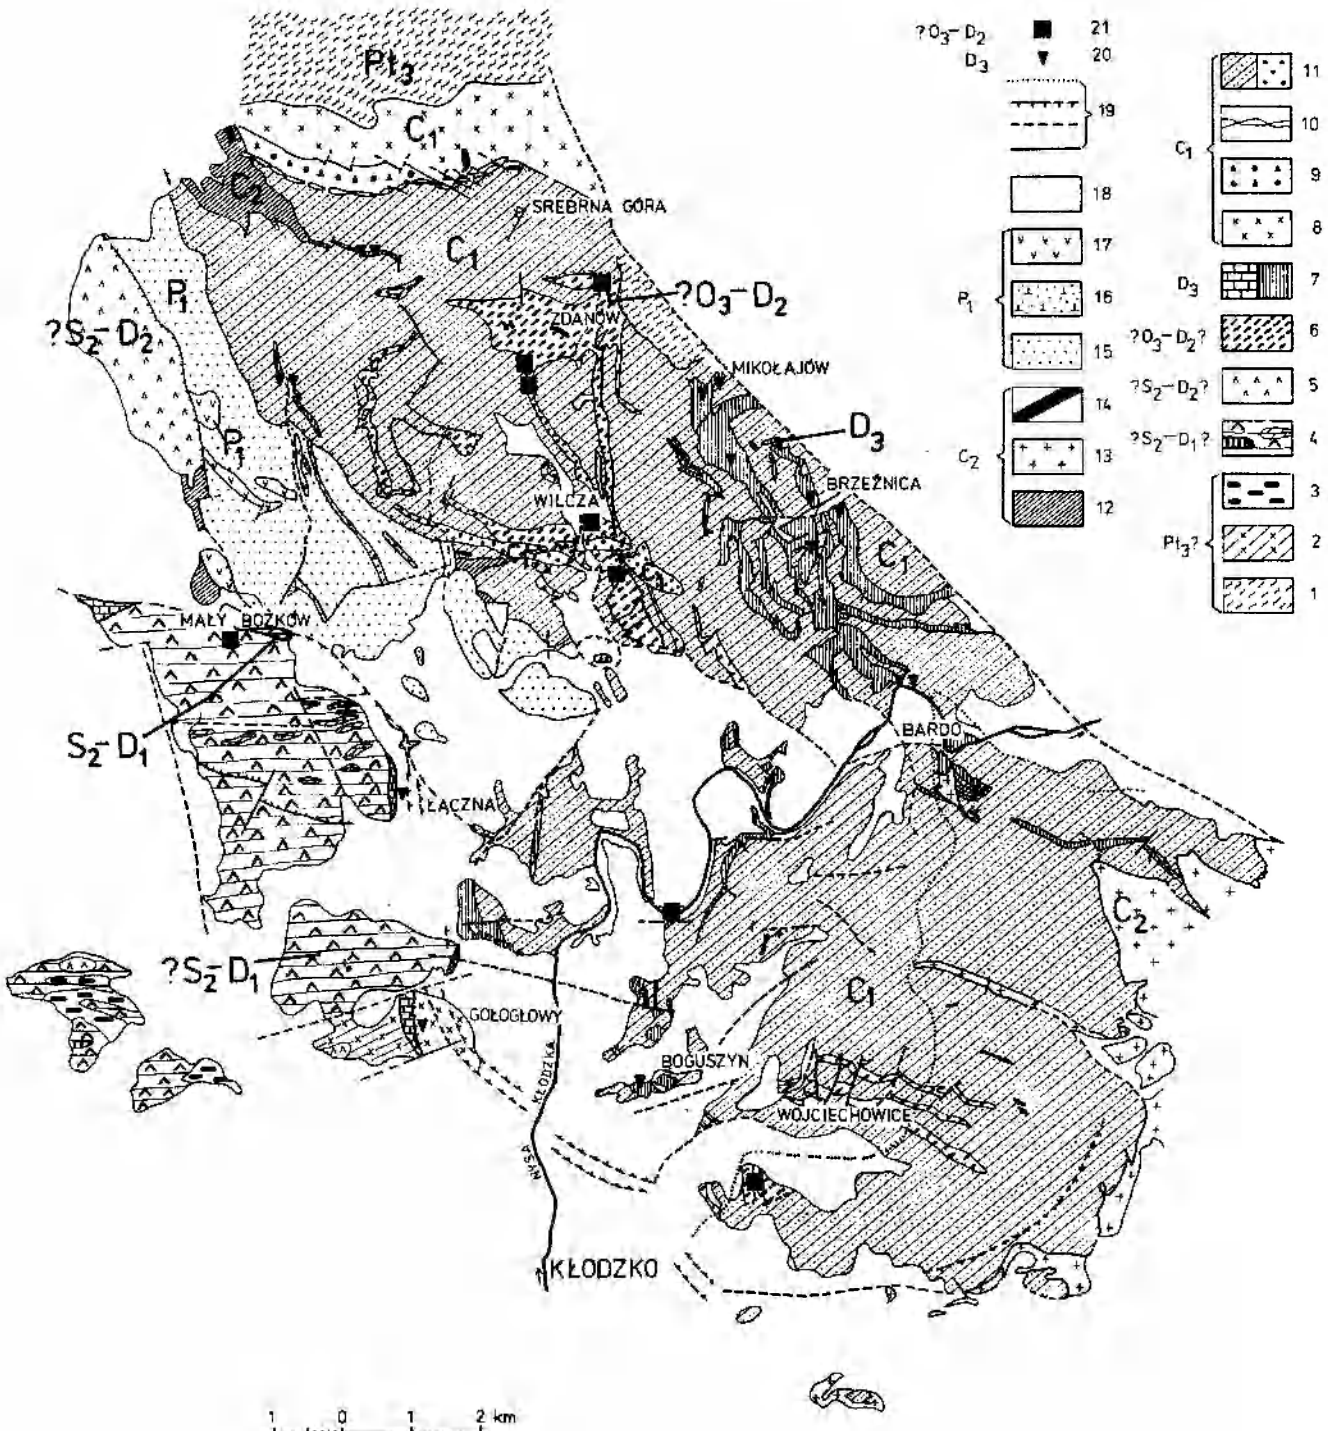 ?O₃-D₂ 21
D₃ 20
19
18
17
P₁ 16
15
14
C₂ 13
12
11
C₁ 10
9
8
D₃ 7
?O₃-D₂? 6
?S₂-D₂? 5
?S₂-D₁? 4
3
Pt₃? 2
1
Pt₃
C₁
C₂
SREBRNA GÓRA
C₁
P₁
?O₃-D₂
ZDANÓW
?S₂-D₂
MIKOŁAJÓW
D₃
P₁
BRZEŹNICA
WILCZA
C₁
MAŁY BOŻKÓW
S₂-D₁
BARDO
ŁĄCZNA
C₂
?S₂-D₁
C₁
GOŁOGŁOWY
BOGUSZYN
KŁODZKA
WOJCIECHOWICE
NYSA
KŁODZKO
1 0 1 2 km